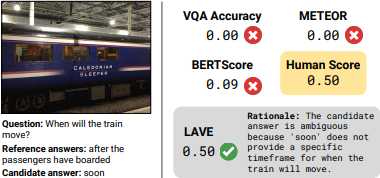 CALEDONIAN
SLEEPER
Question: When will the train
move?
Reference answers: after the
passengers have boarded
Candidate answer: soon
VQA Accuracy
0.00
METEOR
0.00
BERTScore
0.09
Human Score
0.50
LAVE
0.50
Rationale: The candidate
answer is ambiguous
because 'soon' does not
provide a specific
timeframe for when the
train will move.